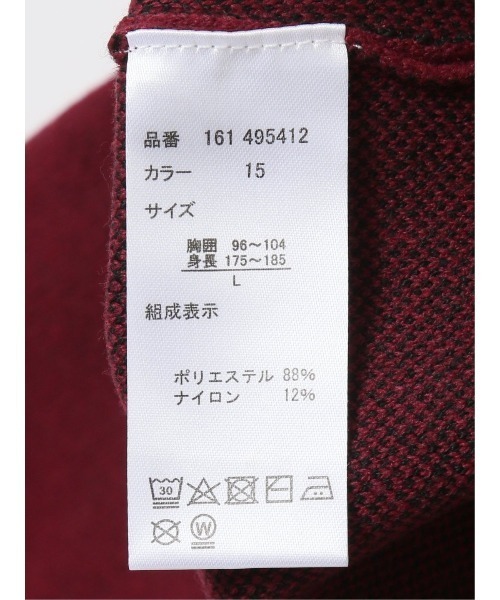 品番 161 495412
カラー 15
サイズ
胸囲 96〜104
身長 175〜185
L
組成表示
ポリエステル 88%
ナイロン 12%
30
W